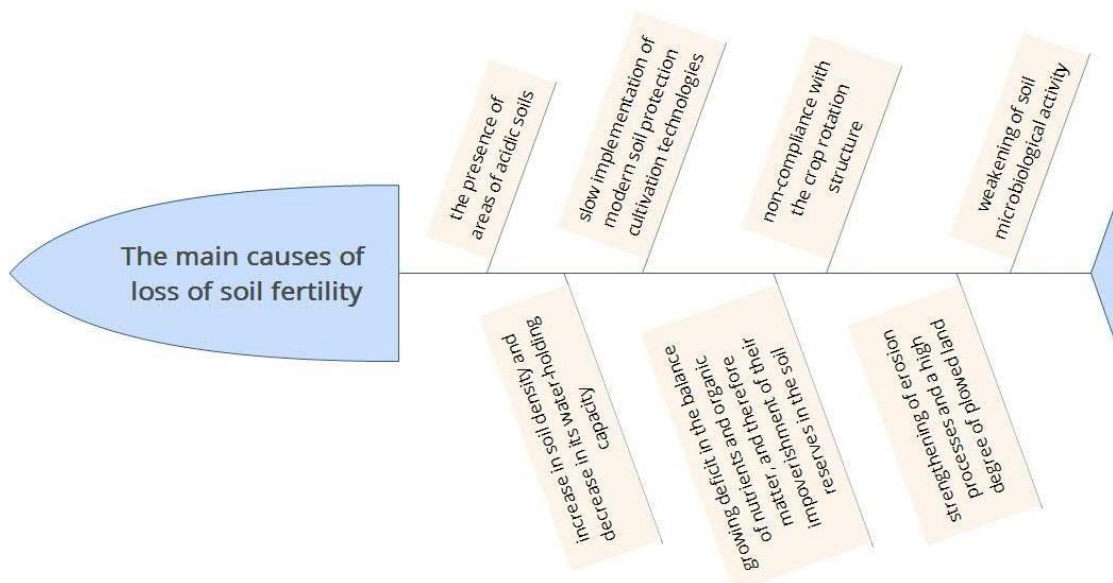 The main causes of
loss of soil fertility
the presence of
areas of acidic soils
slow implementation of
modern soil protection
cultivation technologies
non-compliance with
the crop rotation
structure
weakening of soil
microbiological activity
increase in soil density and
decrease in its water-holding
capacity
growing deficit in the balance
of nutrients and organic
matter, and therefore
impoverishment of their
reserves in the soil
strengthening of erosion
processes and a high
degree of plowed land